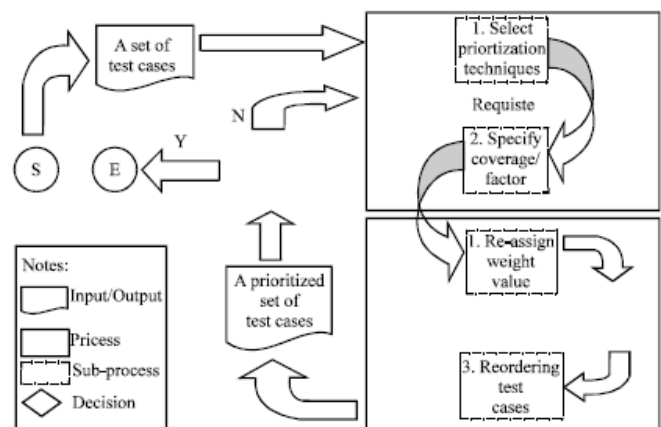 A set of
test cases
1. Select
priortization
techniques
N
Requiste
Y
S
E
2. Specify
coverage/
factor
Notes:
Input/Output
Pricess
Sub-process
Decision
A prioritized
set of
test cases
1. Re-assign
weight
value
3. Reordering
test
cases